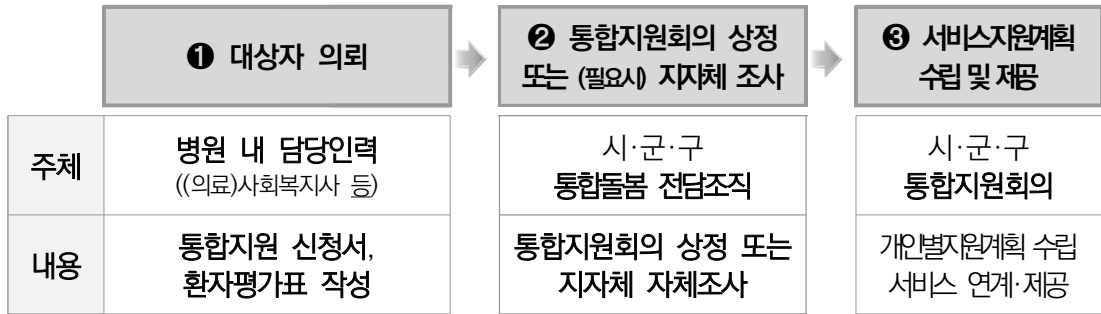 ❶ 대상자 의뢰
❷ 통합지원회의 상정
또는 (필요시) 지자체 조사
❸ 서비스지원계획
수립 및 제공
주체
병원 내 담당인력
((의료)사회복지사 등)
시·군·구
통합돌봄 전담조직
시·군·구
통합지원회의
내용
통합지원 신청서,
환자평가표 작성
통합지원회의 상정 또는
지자체 자체조사
개인별지원계획 수립
서비스 연계·제공